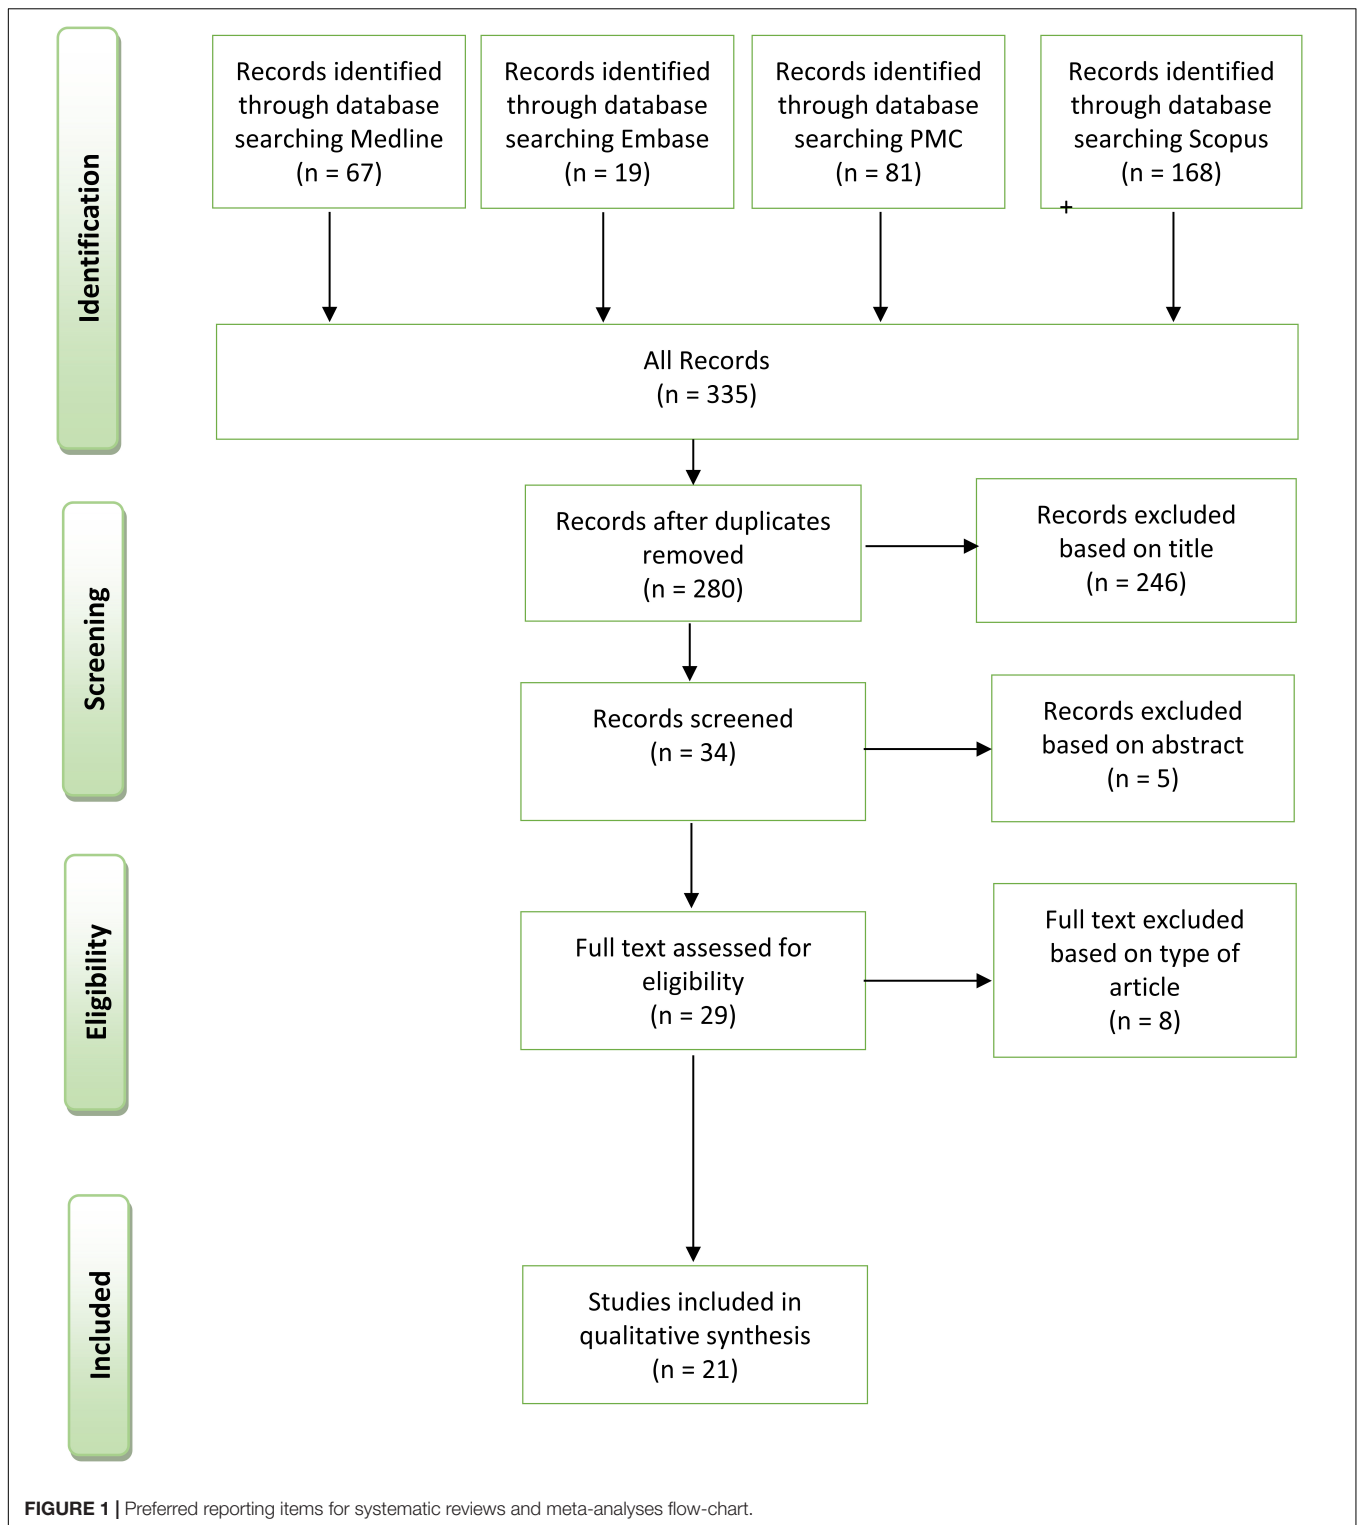 Identification
Records identified
through database
searching Medline
(n = 67)
Records identified
through database
searching Embase
(n = 19)
Records identified
through database
searching PMC
(n = 81)
Records identified
through database
searching Scopus
(n = 168)
+
All Records
(n = 335)
Screening
Records after duplicates
removed
(n = 280)
Records excluded
based on title
(n = 246)
Records screened
(n = 34)
Records excluded
based on abstract
(n = 5)
Eligibility
Full text assessed for
eligibility
(n = 29)
Full text excluded
based on type of
article
(n = 8)
Included
Studies included in
qualitative synthesis
(n = 21)
FIGURE 1 | Preferred reporting items for systematic reviews and meta-analyses flow-chart.